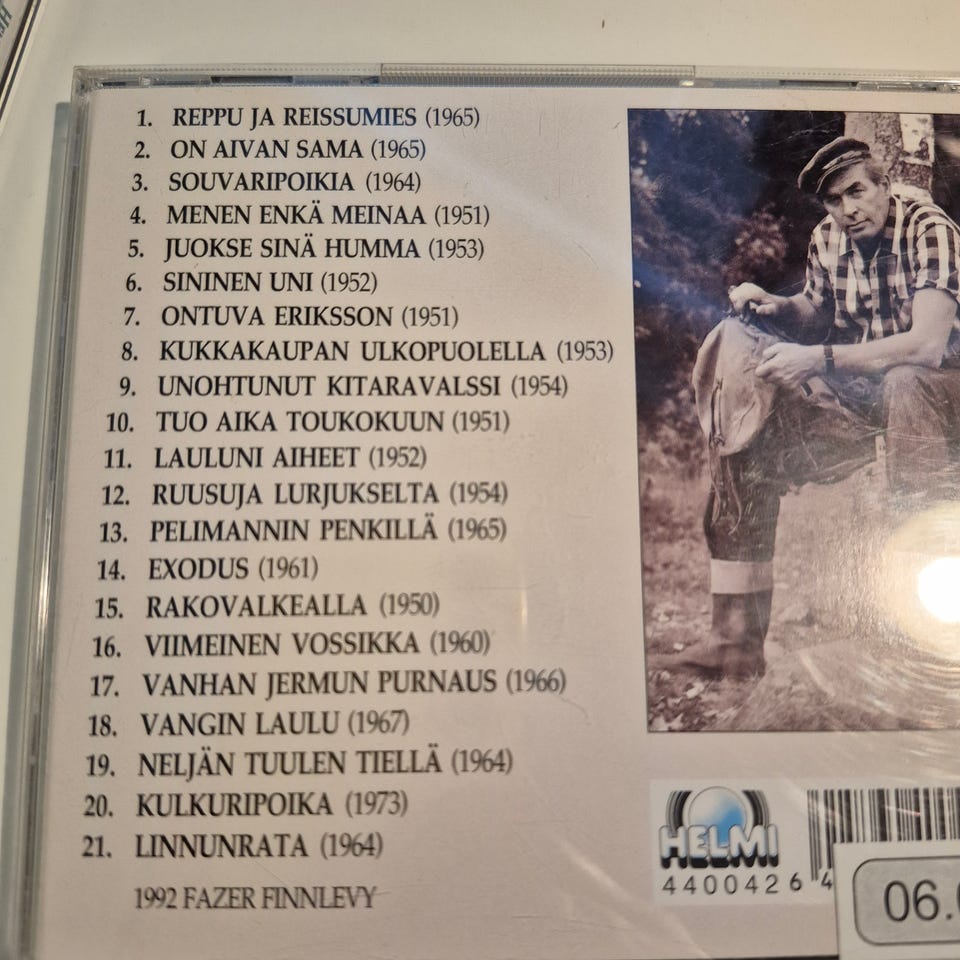 1. REPPU JA REISSUMIES (1965)
2. ON AIVAN SAMA (1965)
3. SOUVARIPOIKIA (1964)
4. MENEN ENKÄ MEINAA (1951)
5. JUOKSE SINÄ HUMMA (1953)
6. SININEN UNI (1952)
7. ONTUVA ERIKSSON (1951)
8. KUKKAKAUPAN ULKOPUOLELLA (1953)
9. UNOHTUNUT KITARAVALSSI (1954)
10. TUO AIKA TOUKOKUUN (1951)
11. LAULUNI AIHEET (1952)
12. RUUSUJA LURJUKSELTA (1954)
13. PELIMANNIN PENKILLÄ (1965)
14. EXODUS (1961)
15. RAKOVALKEALLA (1950)
16. VIIMEINEN VOSSIKKA (1960)
17. VANHAN JERMUN PURNAUS (1966)
18. VANGIN LAULU (1967)
19. NELJÄN TUULEN TIELLÄ (1964)
20. KULKURIPOIKA (1973)
21. LINNUNRATA (1964)
1992 FAZER FINNLEVY
HELMI
4400426
06.